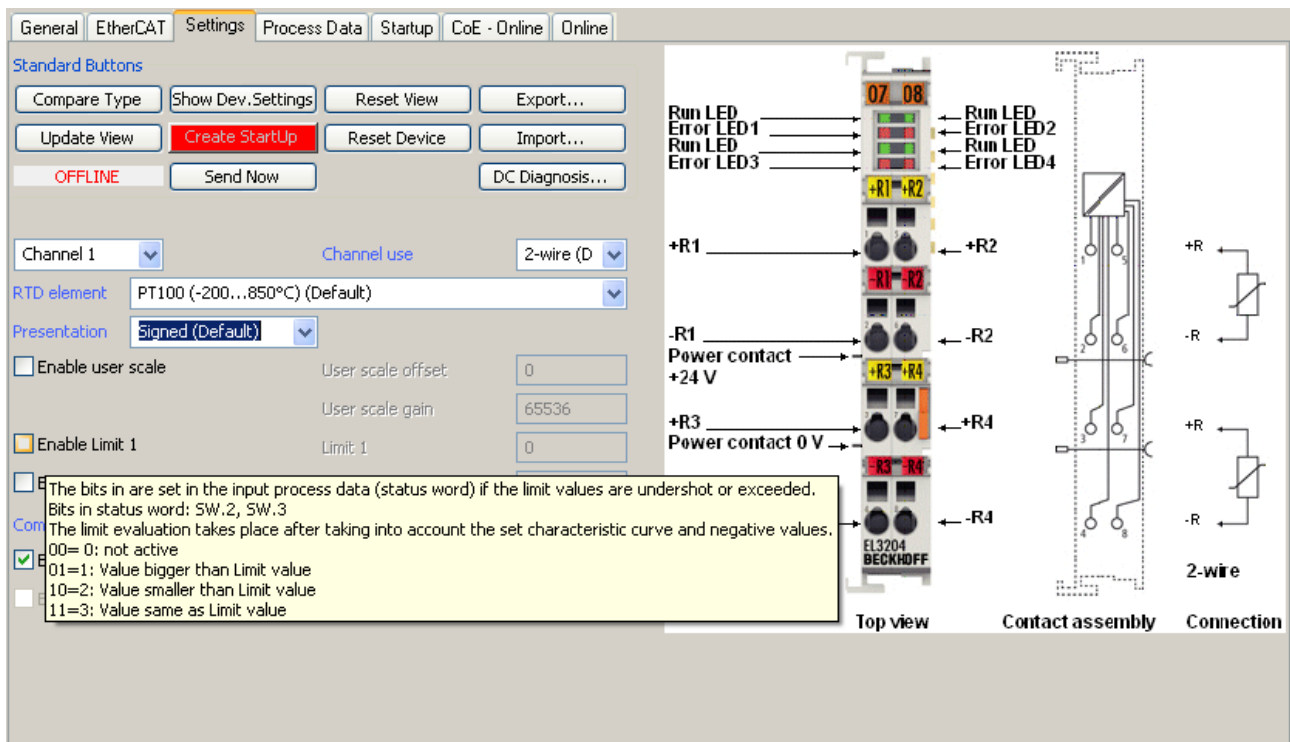 General EtherCAT Settings Process Data Startup CoE - Online Online
Standard Buttons
Compare Type Show Dev.Settings Reset View Export...
Update View Create StartUp Reset Device Import...
OFFLINE Send Now DC Diagnosis...
Channel 1 Channel use 2-wire (D
RTD element PT100 (-200...850°C) (Default)
Presentation Signed (Default)
Enable user scale User scale offset 0
User scale gain 65536
Enable Limit 1 Limit 1 0
The bits in are set in the input process data (status word) if the limit values are undershot or exceeded.
Bits in status word: SW.2, SW.3
The limit evaluation takes place after taking into account the set characteristic curve and negative values.
00= 0: not active
01=1: Value bigger than Limit value
10=2: Value smaller than Limit value
11=3: Value same as Limit value
Com
07 08
Run LED Run LED
Error LED1 Error LED2
Run LED Run LED
Error LED3 Error LED4
+R1 +R2
+R1 +R2
-R1 -R2
-R1 -R2
Power contact
+24 V
+R3 +R4
+R3 +R4
Power contact 0 V
-R3 -R4
-R4
EL3204
BECKHOFF
Top view
1 5
2 6
3 7
4 8
Contact assembly
+R
-R
+R
-R
2-wire
Connection